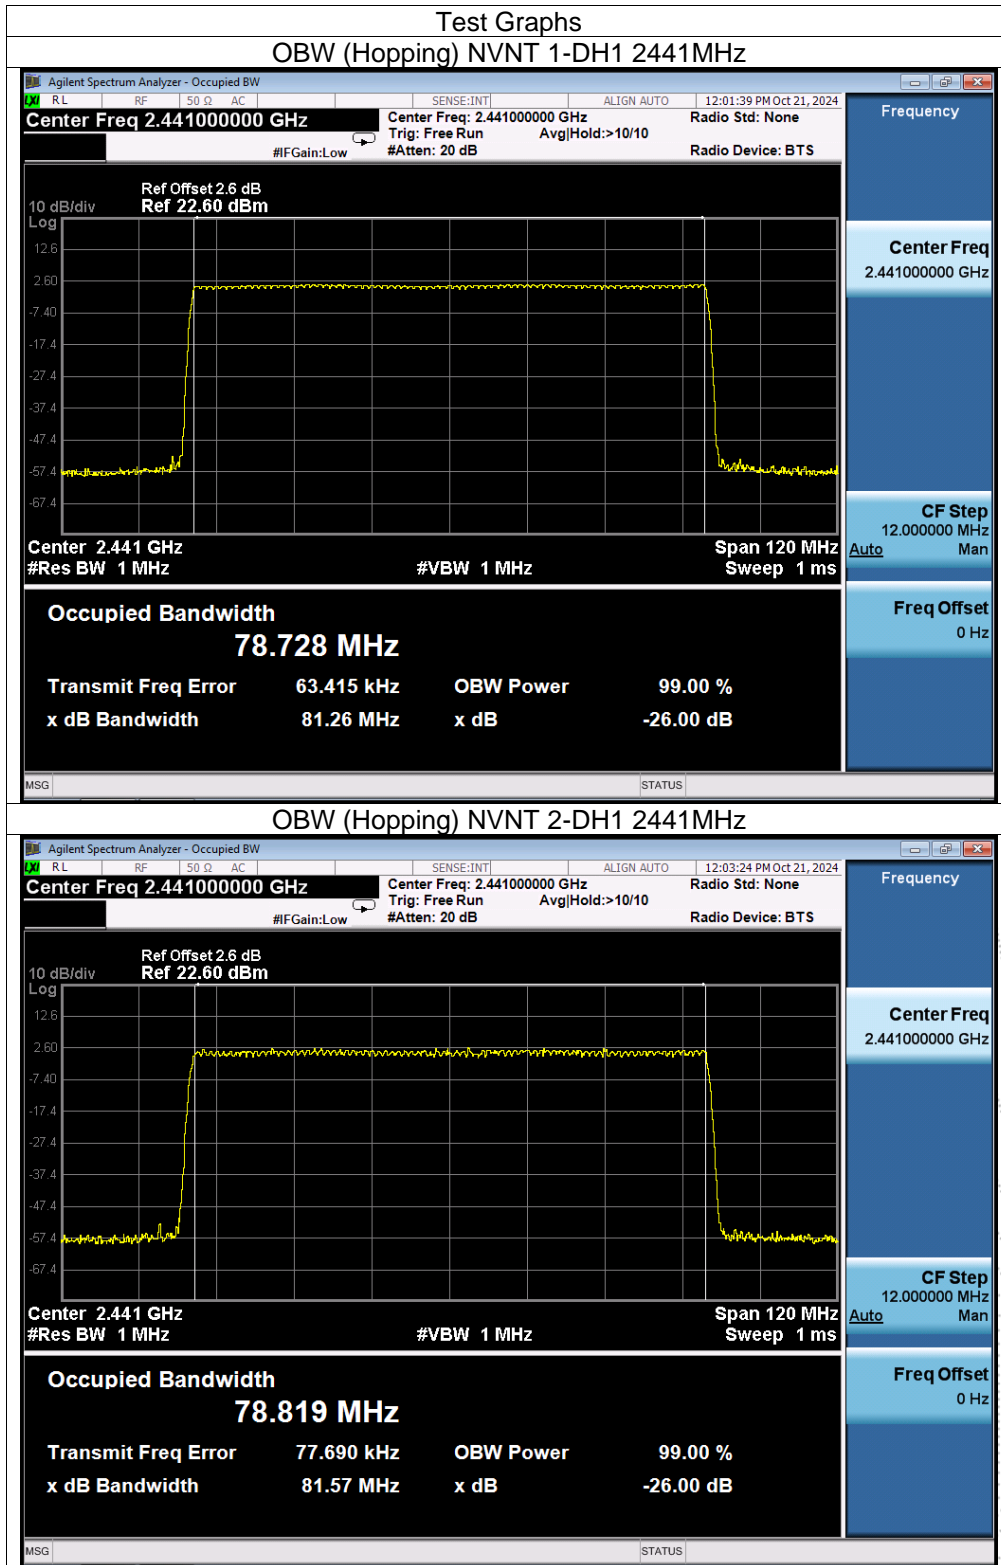 Test Graphs
OBW (Hopping) NVNT 1-DH1 2441MHz
Agilent Spectrum Analyzer - Occupied BW
LXI RL RF 50 Ω AC SENSE:INT ALIGN AUTO 12:01:39 PM Oct 21, 2024
Center Freq 2.441000000 GHz Center Freq: 2.441000000 GHz Radio Std: None Frequency
Trig: Free Run Avg|Hold:>10/10
#IFGain:Low #Atten: 20 dB Radio Device: BTS
Ref Offset 2.6 dB
10 dB/div Ref 22.60 dBm
Log
12.6
2.60
-7.40
-17.4
-27.4
-37.4
-47.4
-57.4
-67.4
Center Freq
2.441000000 GHz
CF Step
12.000000 MHz
Auto Man
Center 2.441 GHz Span 120 MHz
#Res BW 1 MHz #VBW 1 MHz Sweep 1 ms
Freq Offset
0 Hz
Occupied Bandwidth
78.728 MHz
Transmit Freq Error 63.415 kHz OBW Power 99.00 %
x dB Bandwidth 81.26 MHz x dB -26.00 dB
MSG STATUS
OBW (Hopping) NVNT 2-DH1 2441MHz
Agilent Spectrum Analyzer - Occupied BW
LXI RL RF 50 Ω AC SENSE:INT ALIGN AUTO 12:03:24 PM Oct 21, 2024
Center Freq 2.441000000 GHz Center Freq: 2.441000000 GHz Radio Std: None Frequency
Trig: Free Run Avg|Hold:>10/10
#IFGain:Low #Atten: 20 dB Radio Device: BTS
Ref Offset 2.6 dB
10 dB/div Ref 22.60 dBm
Log
12.6
2.60
-7.40
-17.4
-27.4
-37.4
-47.4
-57.4
-67.4
Center Freq
2.441000000 GHz
CF Step
12.000000 MHz
Auto Man
Center 2.441 GHz Span 120 MHz
#Res BW 1 MHz #VBW 1 MHz Sweep 1 ms
Freq Offset
0 Hz
Occupied Bandwidth
78.819 MHz
Transmit Freq Error 77.690 kHz OBW Power 99.00 %
x dB Bandwidth 81.57 MHz x dB -26.00 dB
MSG STATUS